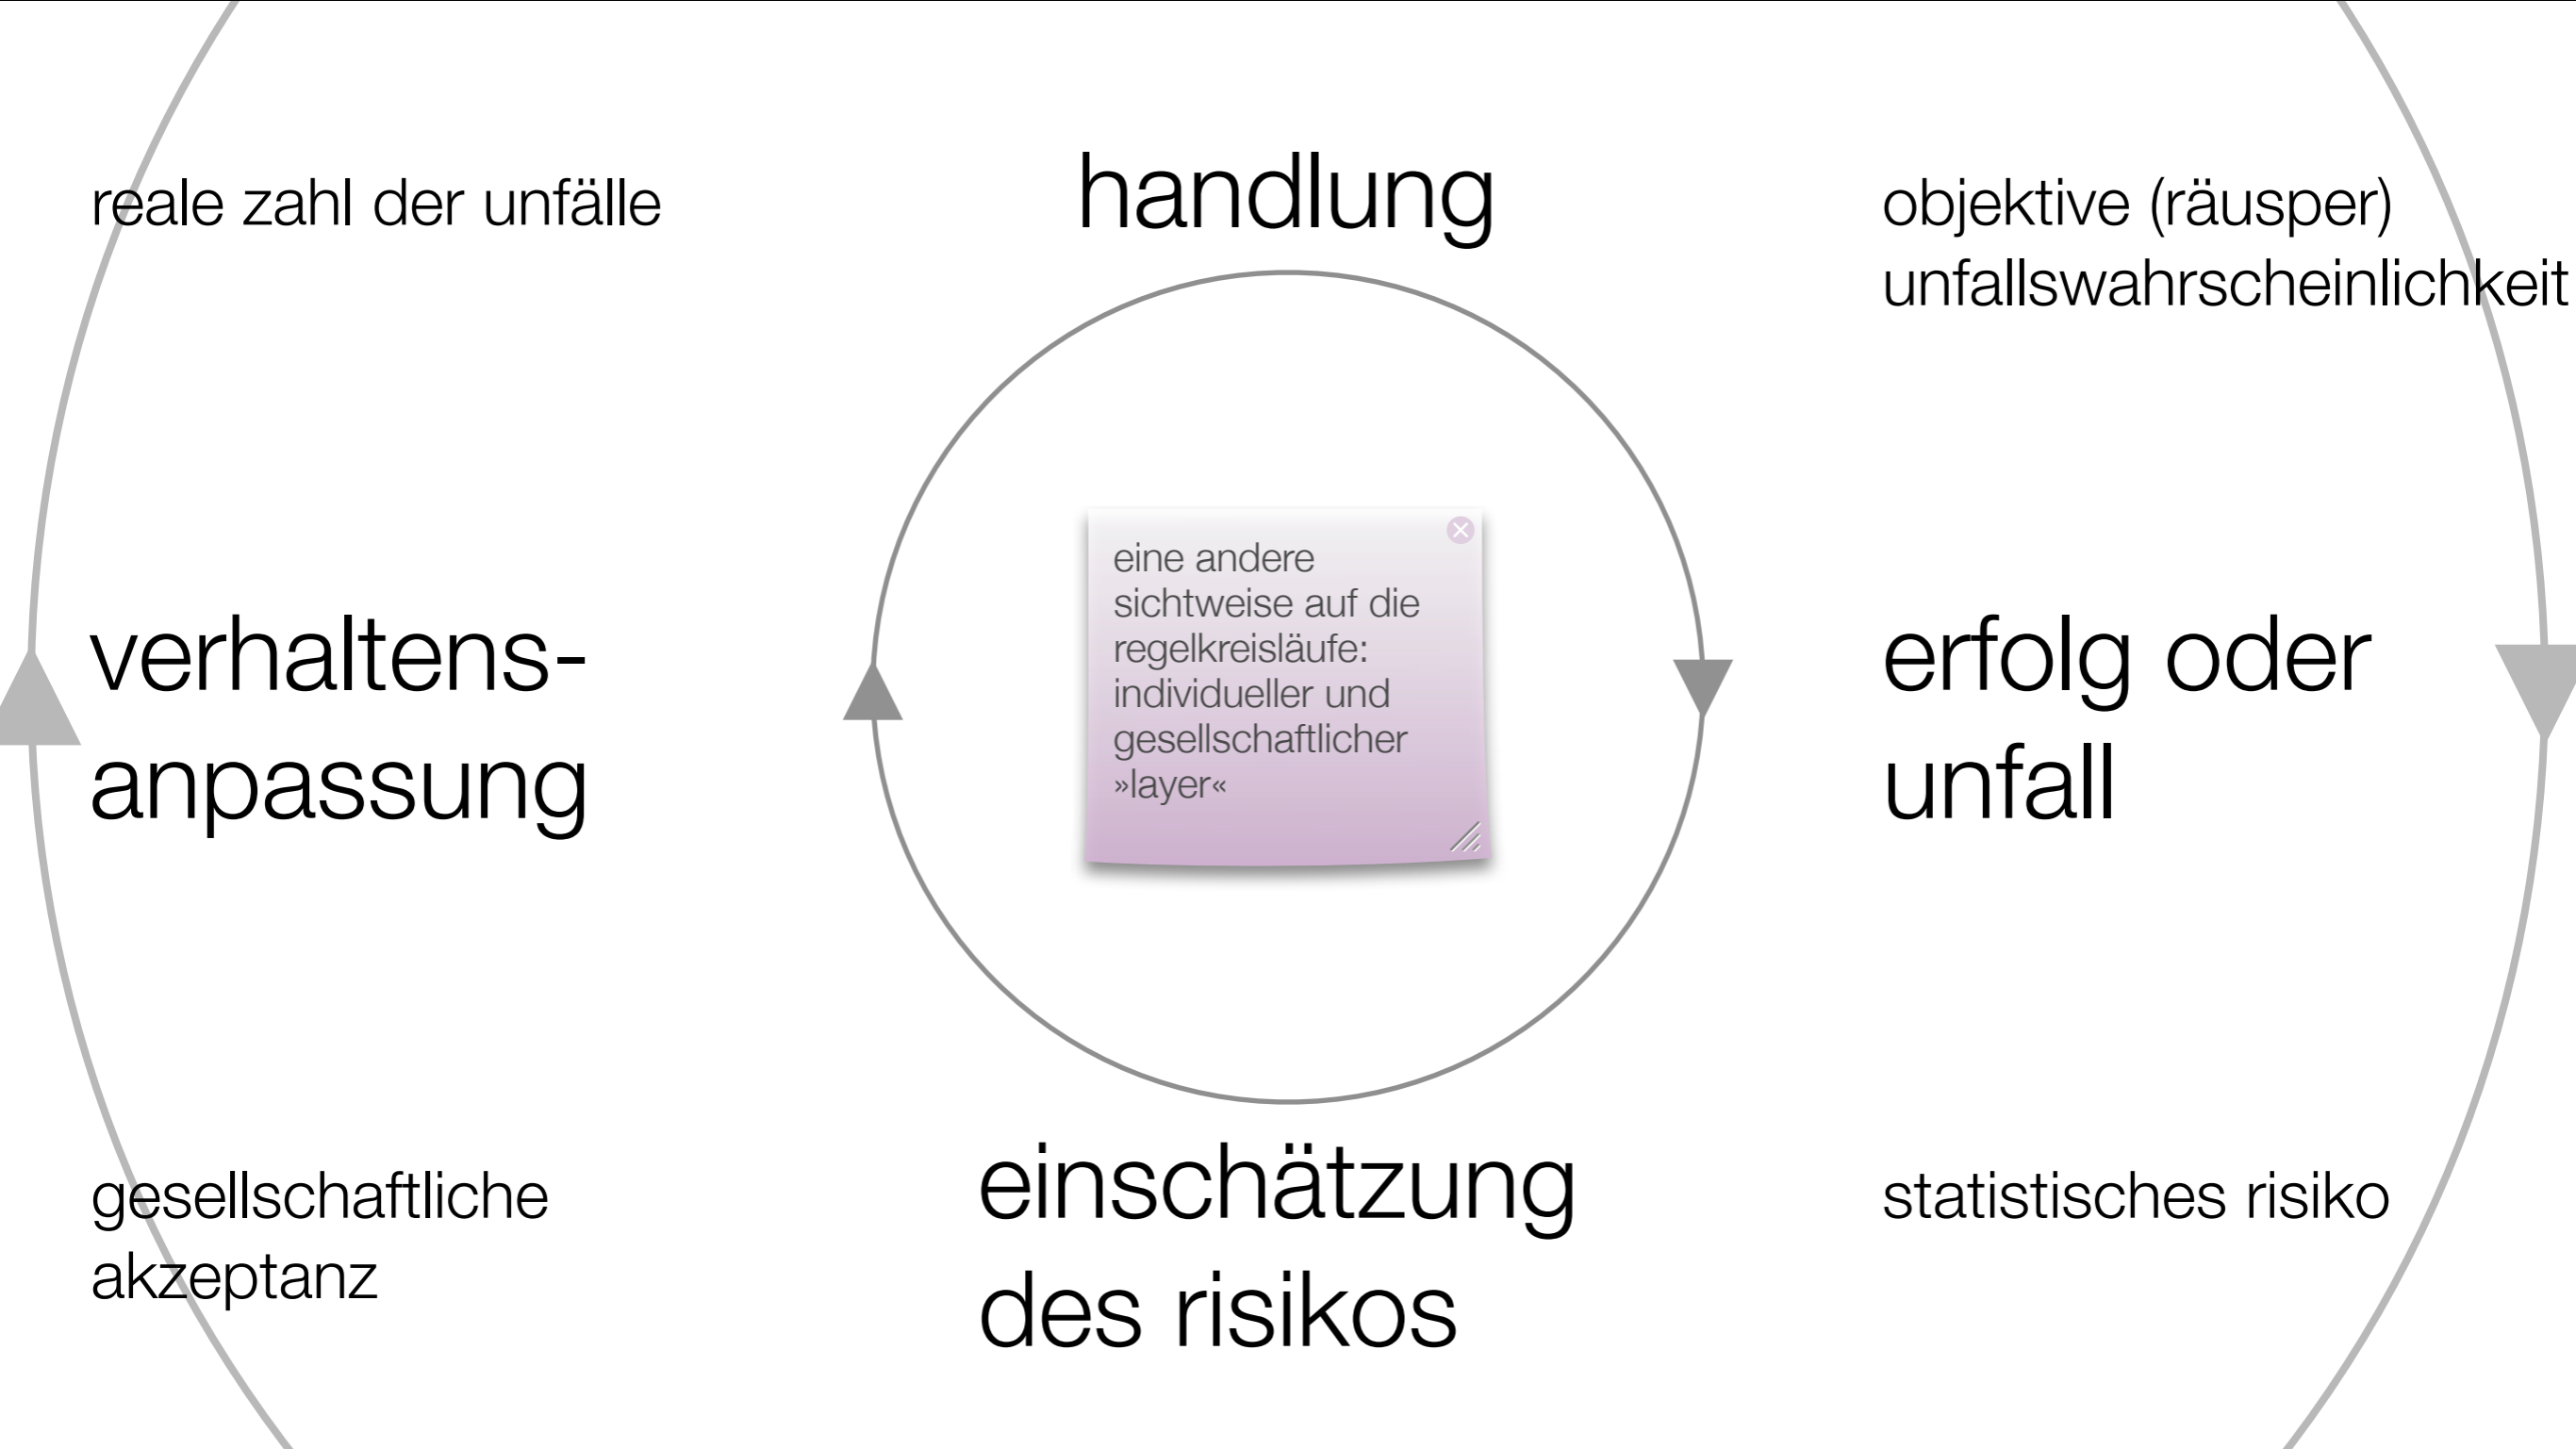 reale zahl der unfälle
handlung
objektive (räusper)
unfallswahrscheinlichkeit
eine andere
sichtweise auf die
regelkreisläufe:
individueller und
gesellschaftlicher
»layer«
verhaltens-
anpassung
erfolg oder
unfall
gesellschaftliche
akzeptanz
einschätzung
des risikos
statistisches risiko